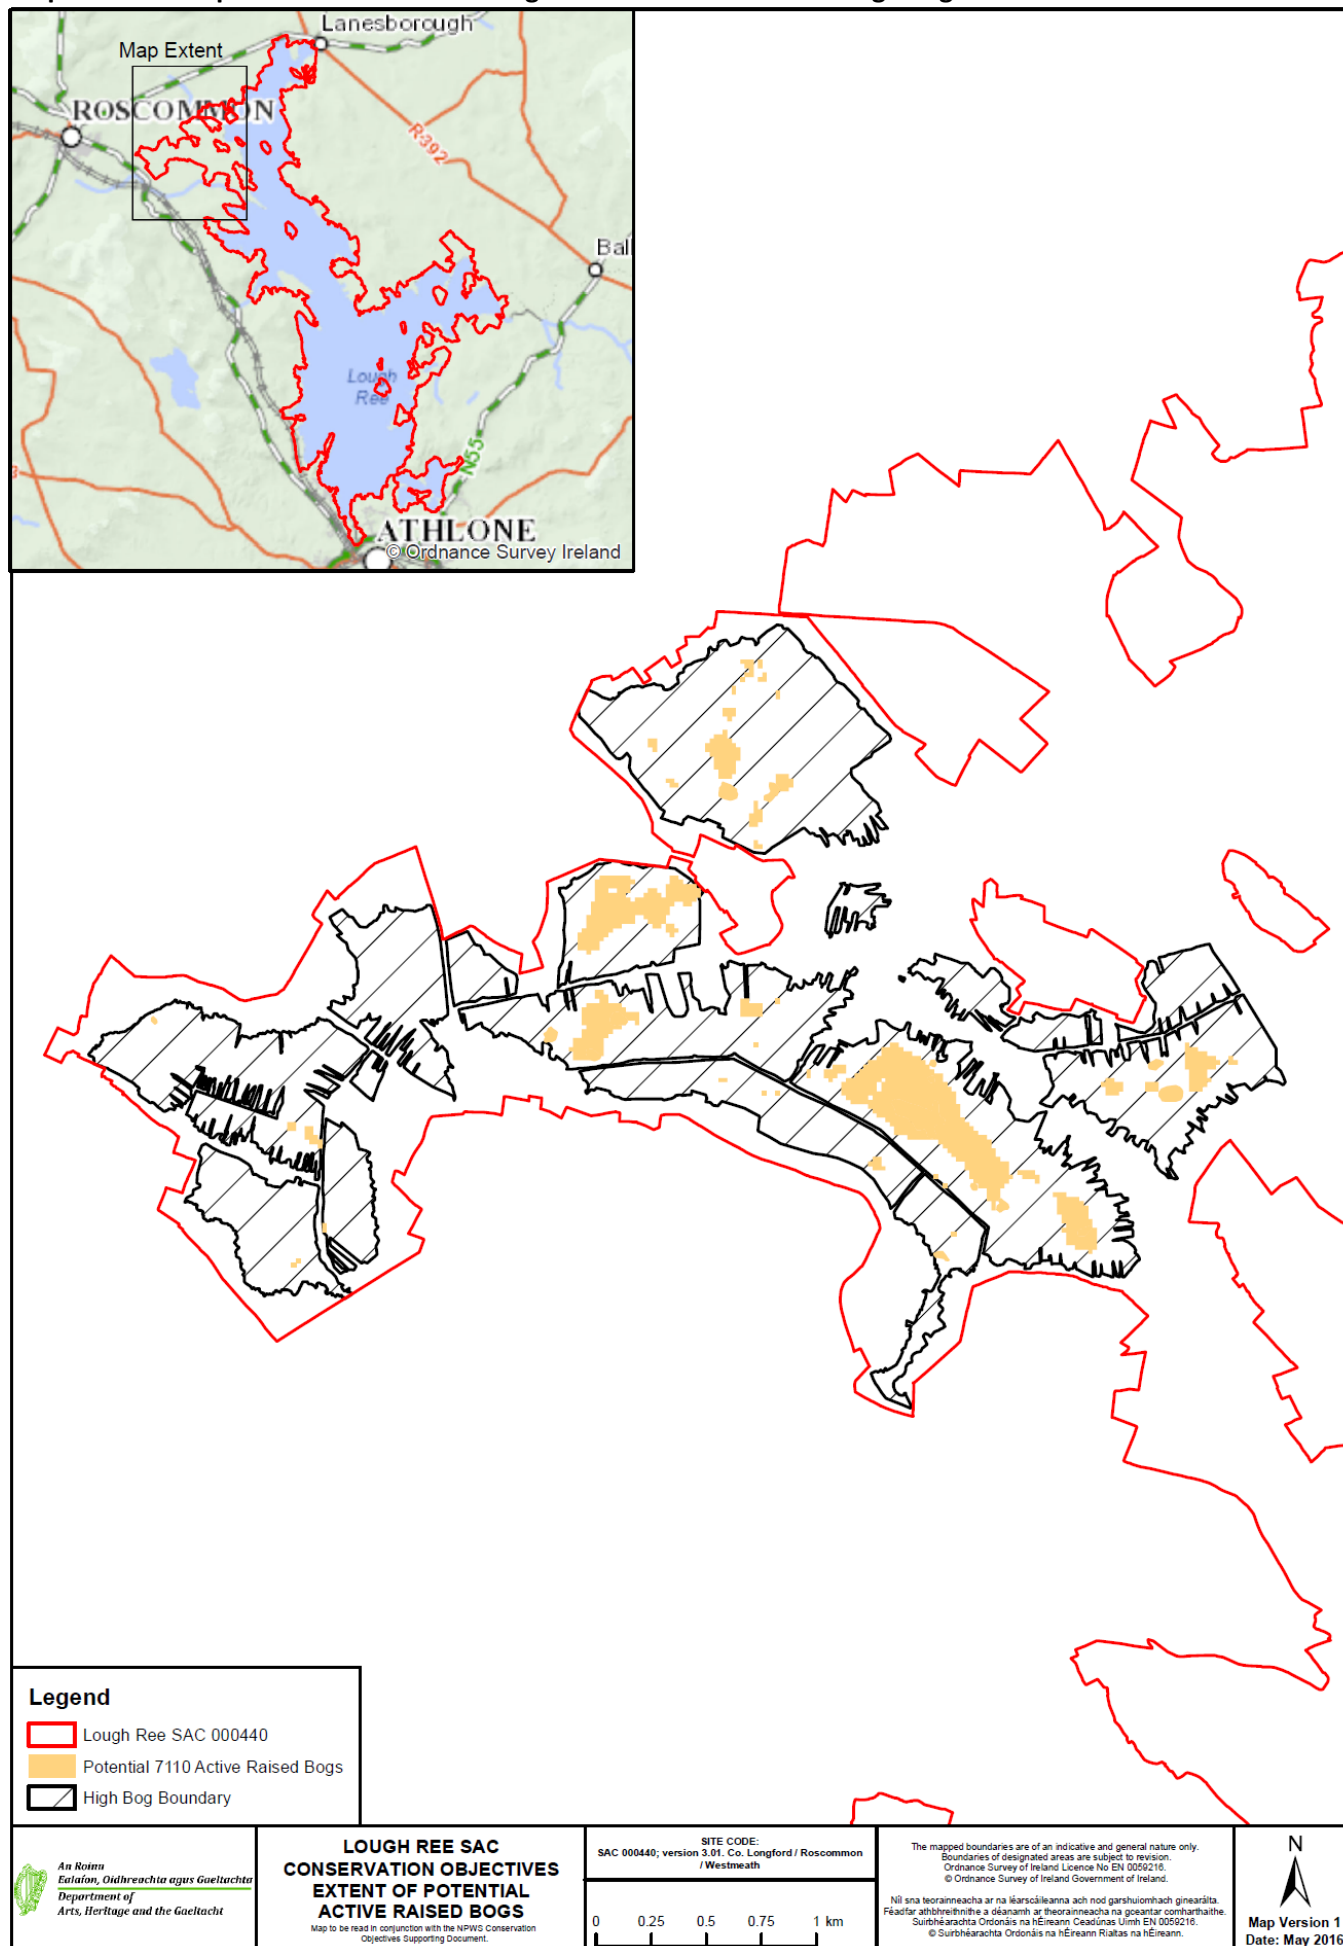 Map Extent
Lanesborough
ROSCOMMON
R-392
Ball
Lough
Ree
N55
ATHLONE
© Ordnance Survey Ireland
Legend
Lough Ree SAC 000440
Potential 7110 Active Raised Bogs
High Bog Boundary
An Roinn
Ealaíon, Oidhreachta agus Gaeltachta
Department of
Arts, Heritage and the Gaeltacht
LOUGH REE SAC
CONSERVATION OBJECTIVES
EXTENT OF POTENTIAL
ACTIVE RAISED BOGS
Map to be read in conjunction with the NPWS Conservation
Objectives Supporting Document.
SITE CODE:
SAC 000440; version 3.01. Co. Longford / Roscommon
/ Westmeath
0 0.25 0.5 0.75 1 km
The mapped boundaries are of an indicative and general nature only.
Boundaries of designated areas are subject to revision.
Ordnance Survey of Ireland Licence No EN 0059216.
© Ordnance Survey of Ireland Government of Ireland.
Níl sna teorainneacha ar na léarscáileanna ach nod garshuiomhach ginearálta.
Féadfar athbhreithnithe a déanamh ar theorainneacha na gceantar comharthaithe.
Suirbhéarachta Ordonáis na hÉireann Ceadúnas Uimh EN 0059216.
© Suirbhéarachta Ordonáis na hÉireann Rialtas na hÉireann.
N
Map Version 1
Date: May 2016